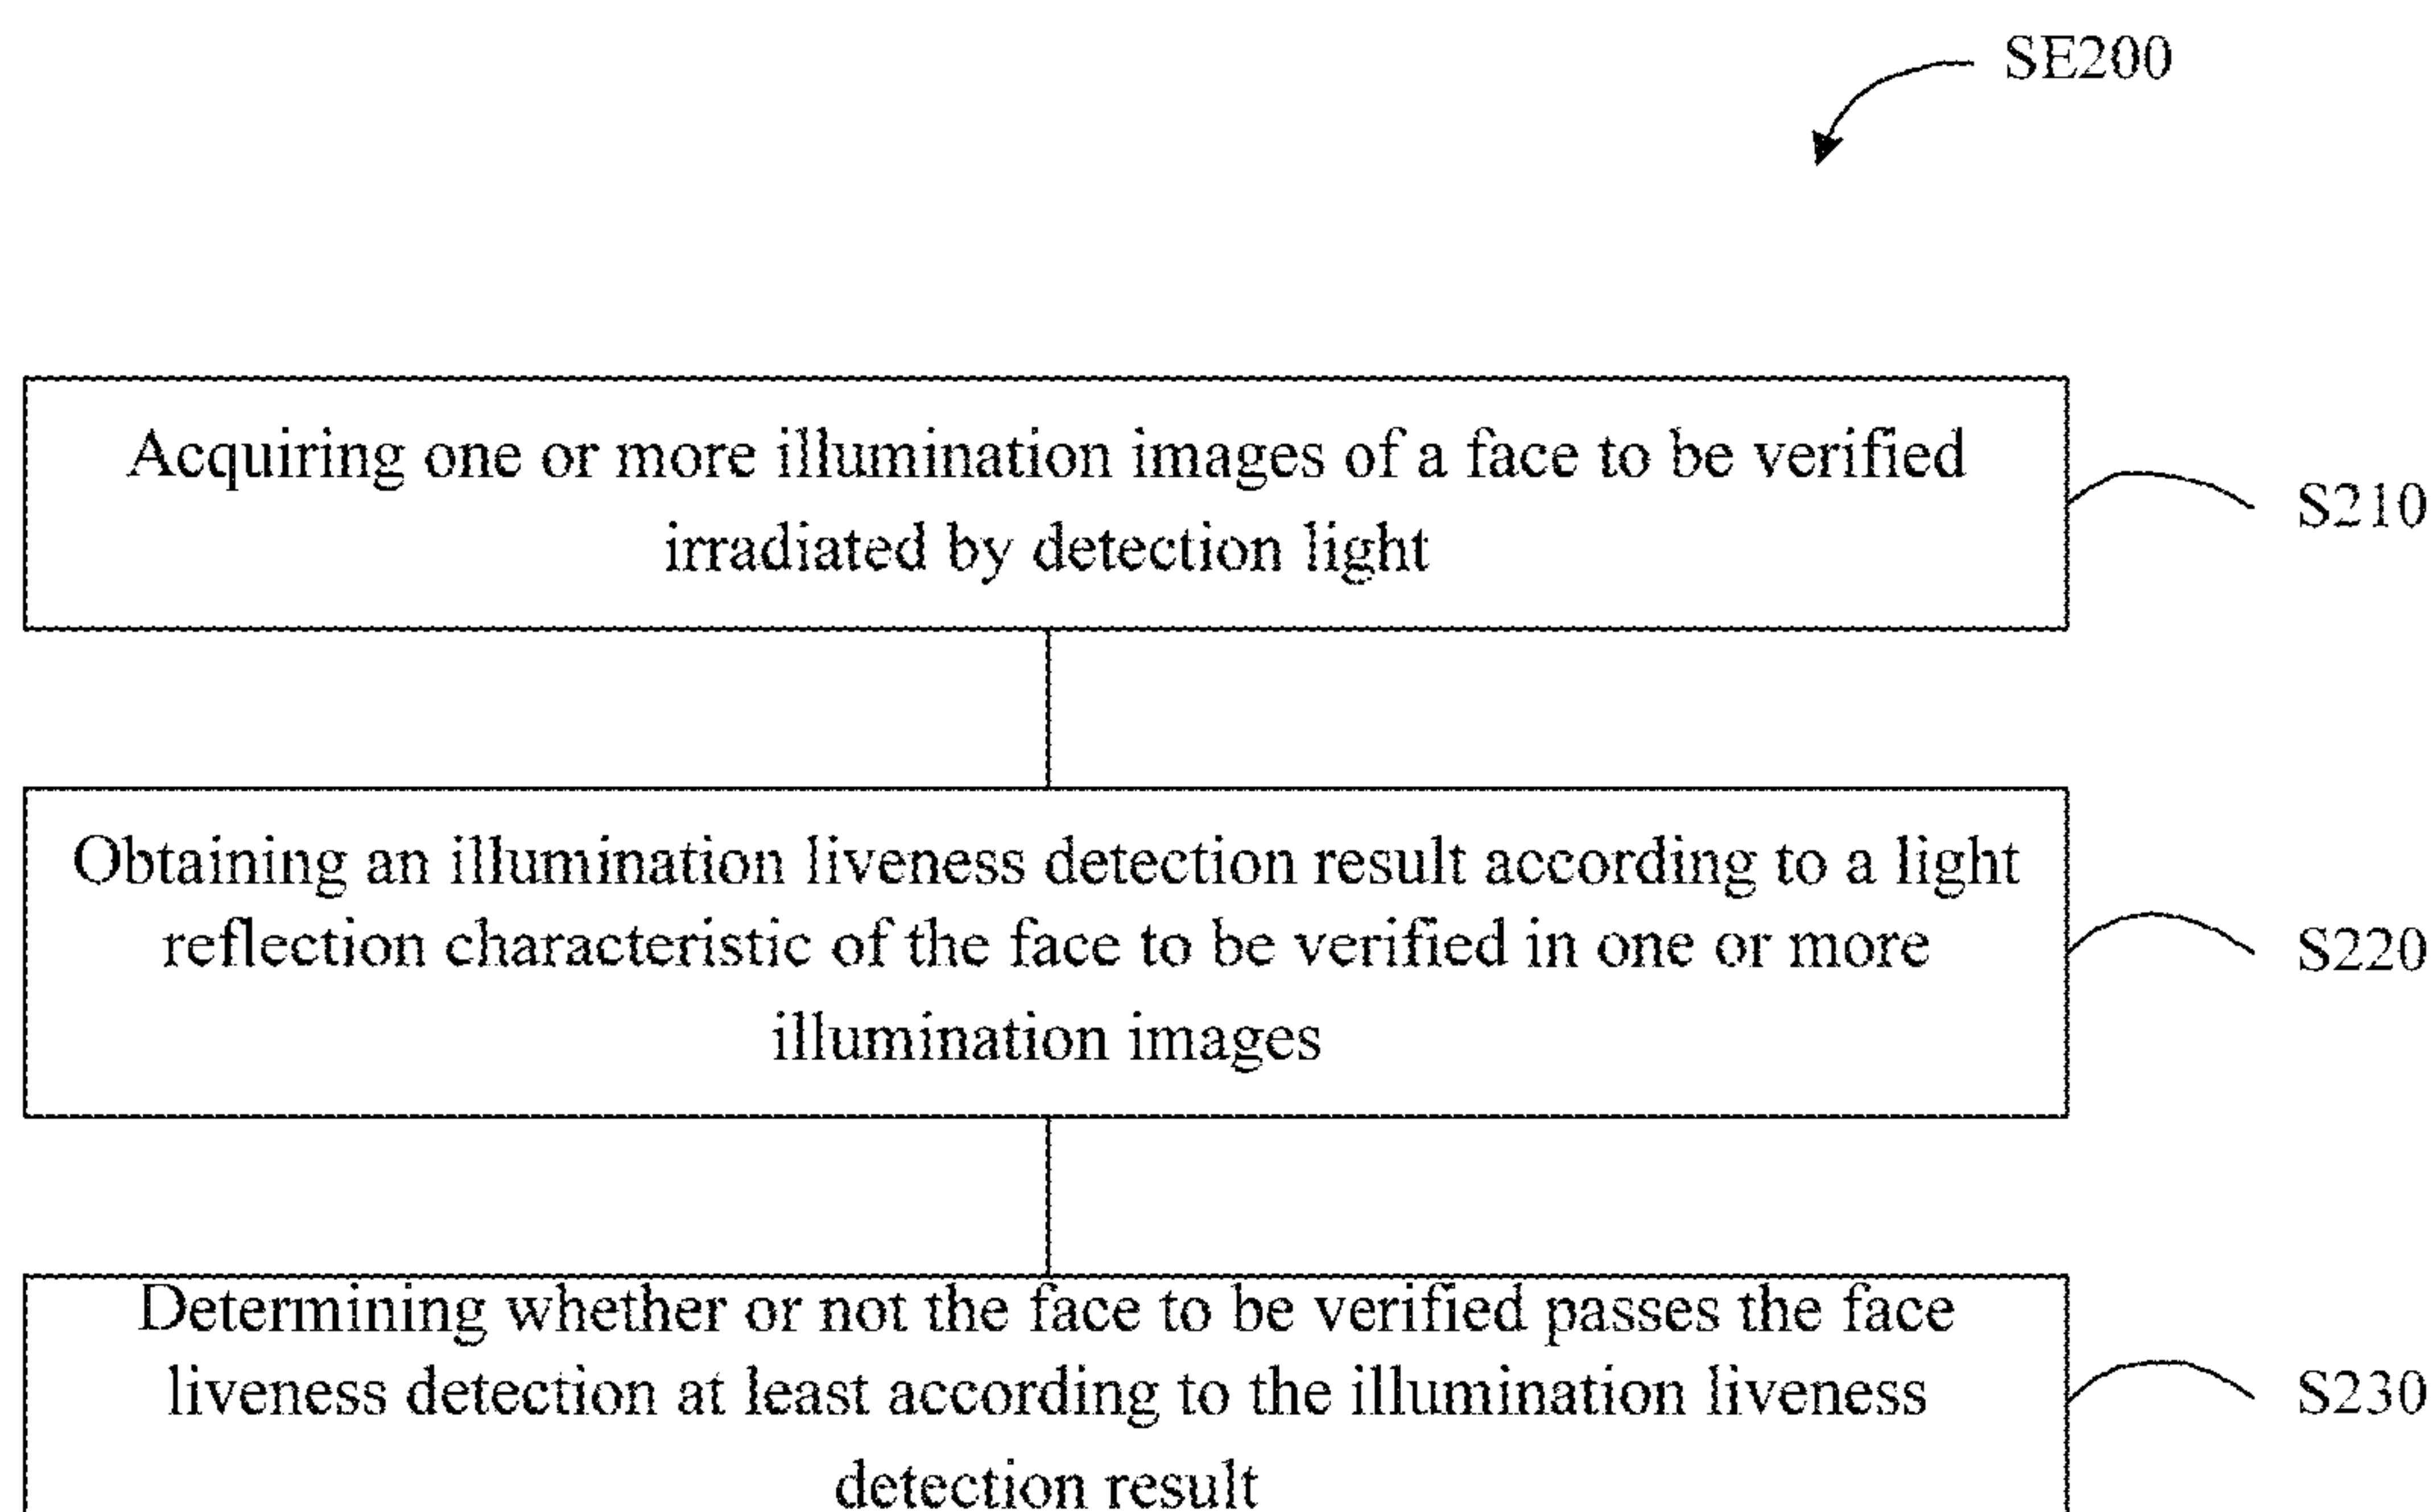 SE200
Acquiring one or more illumination images of a face to be verified
irradiated by detection light
S210
Obtaining an illumination liveness detection result according to a light
reflection characteristic of the face to be verified in one or more
illumination images
S220
Determining whether or not the face to be verified passes the face
liveness detection at least according to the illumination liveness
detection result
S230